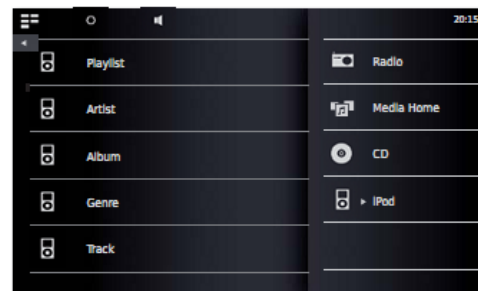 20:15
Playlist
Artist
Album
Genre
Track
Radio
Media Home
CD
iPod